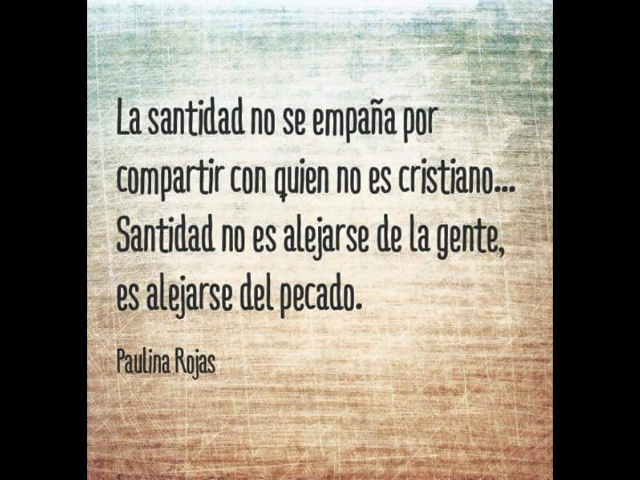 La santidad no se empaña por
compartir con quien no es cristiano...
Santidad no es alejarse de la gente,
es alejarse del pecado.
Paulina Rojas